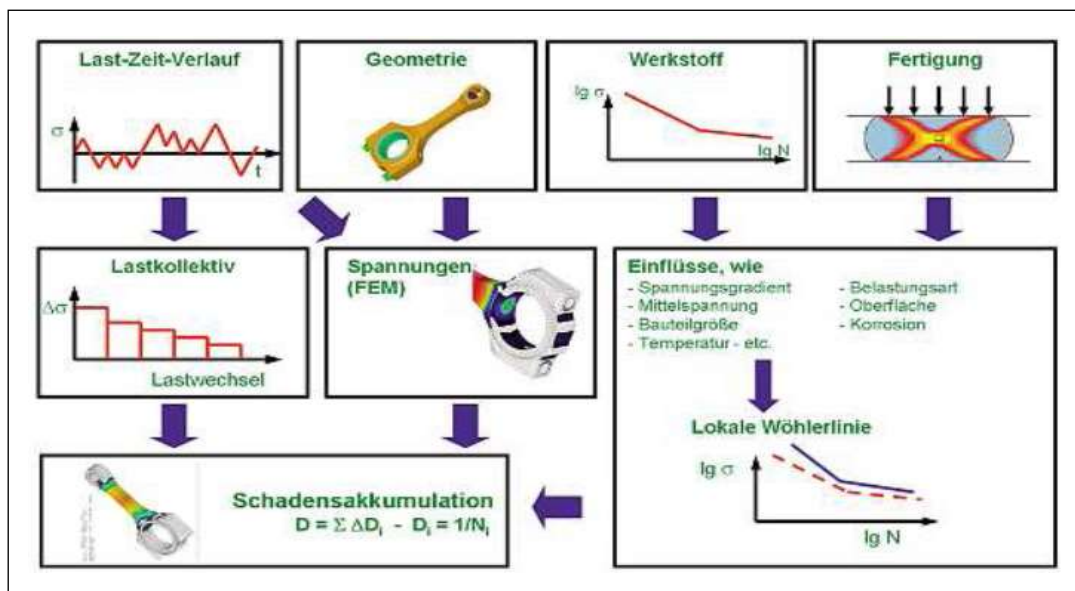 Last-Zeit-Verlauf
σ
t
Geometrie
Werkstoff
lg σ
lg N
Fertigung
Lastkollektiv
Δσ
Lastwechsel
Spannungen
(FEM)
Einflüsse, wie
- Spannungsgradient
- Mittelspannung
- Bauteilgröße
- Temperatur - etc.
- Belastungsart
- Oberfläche
- Korrosion
Lokale Wöhlerlinie
lg σ
lg N
Schadensakkumulation
D = Σ ΔDᵢ - Dᵢ = 1/Nᵢ